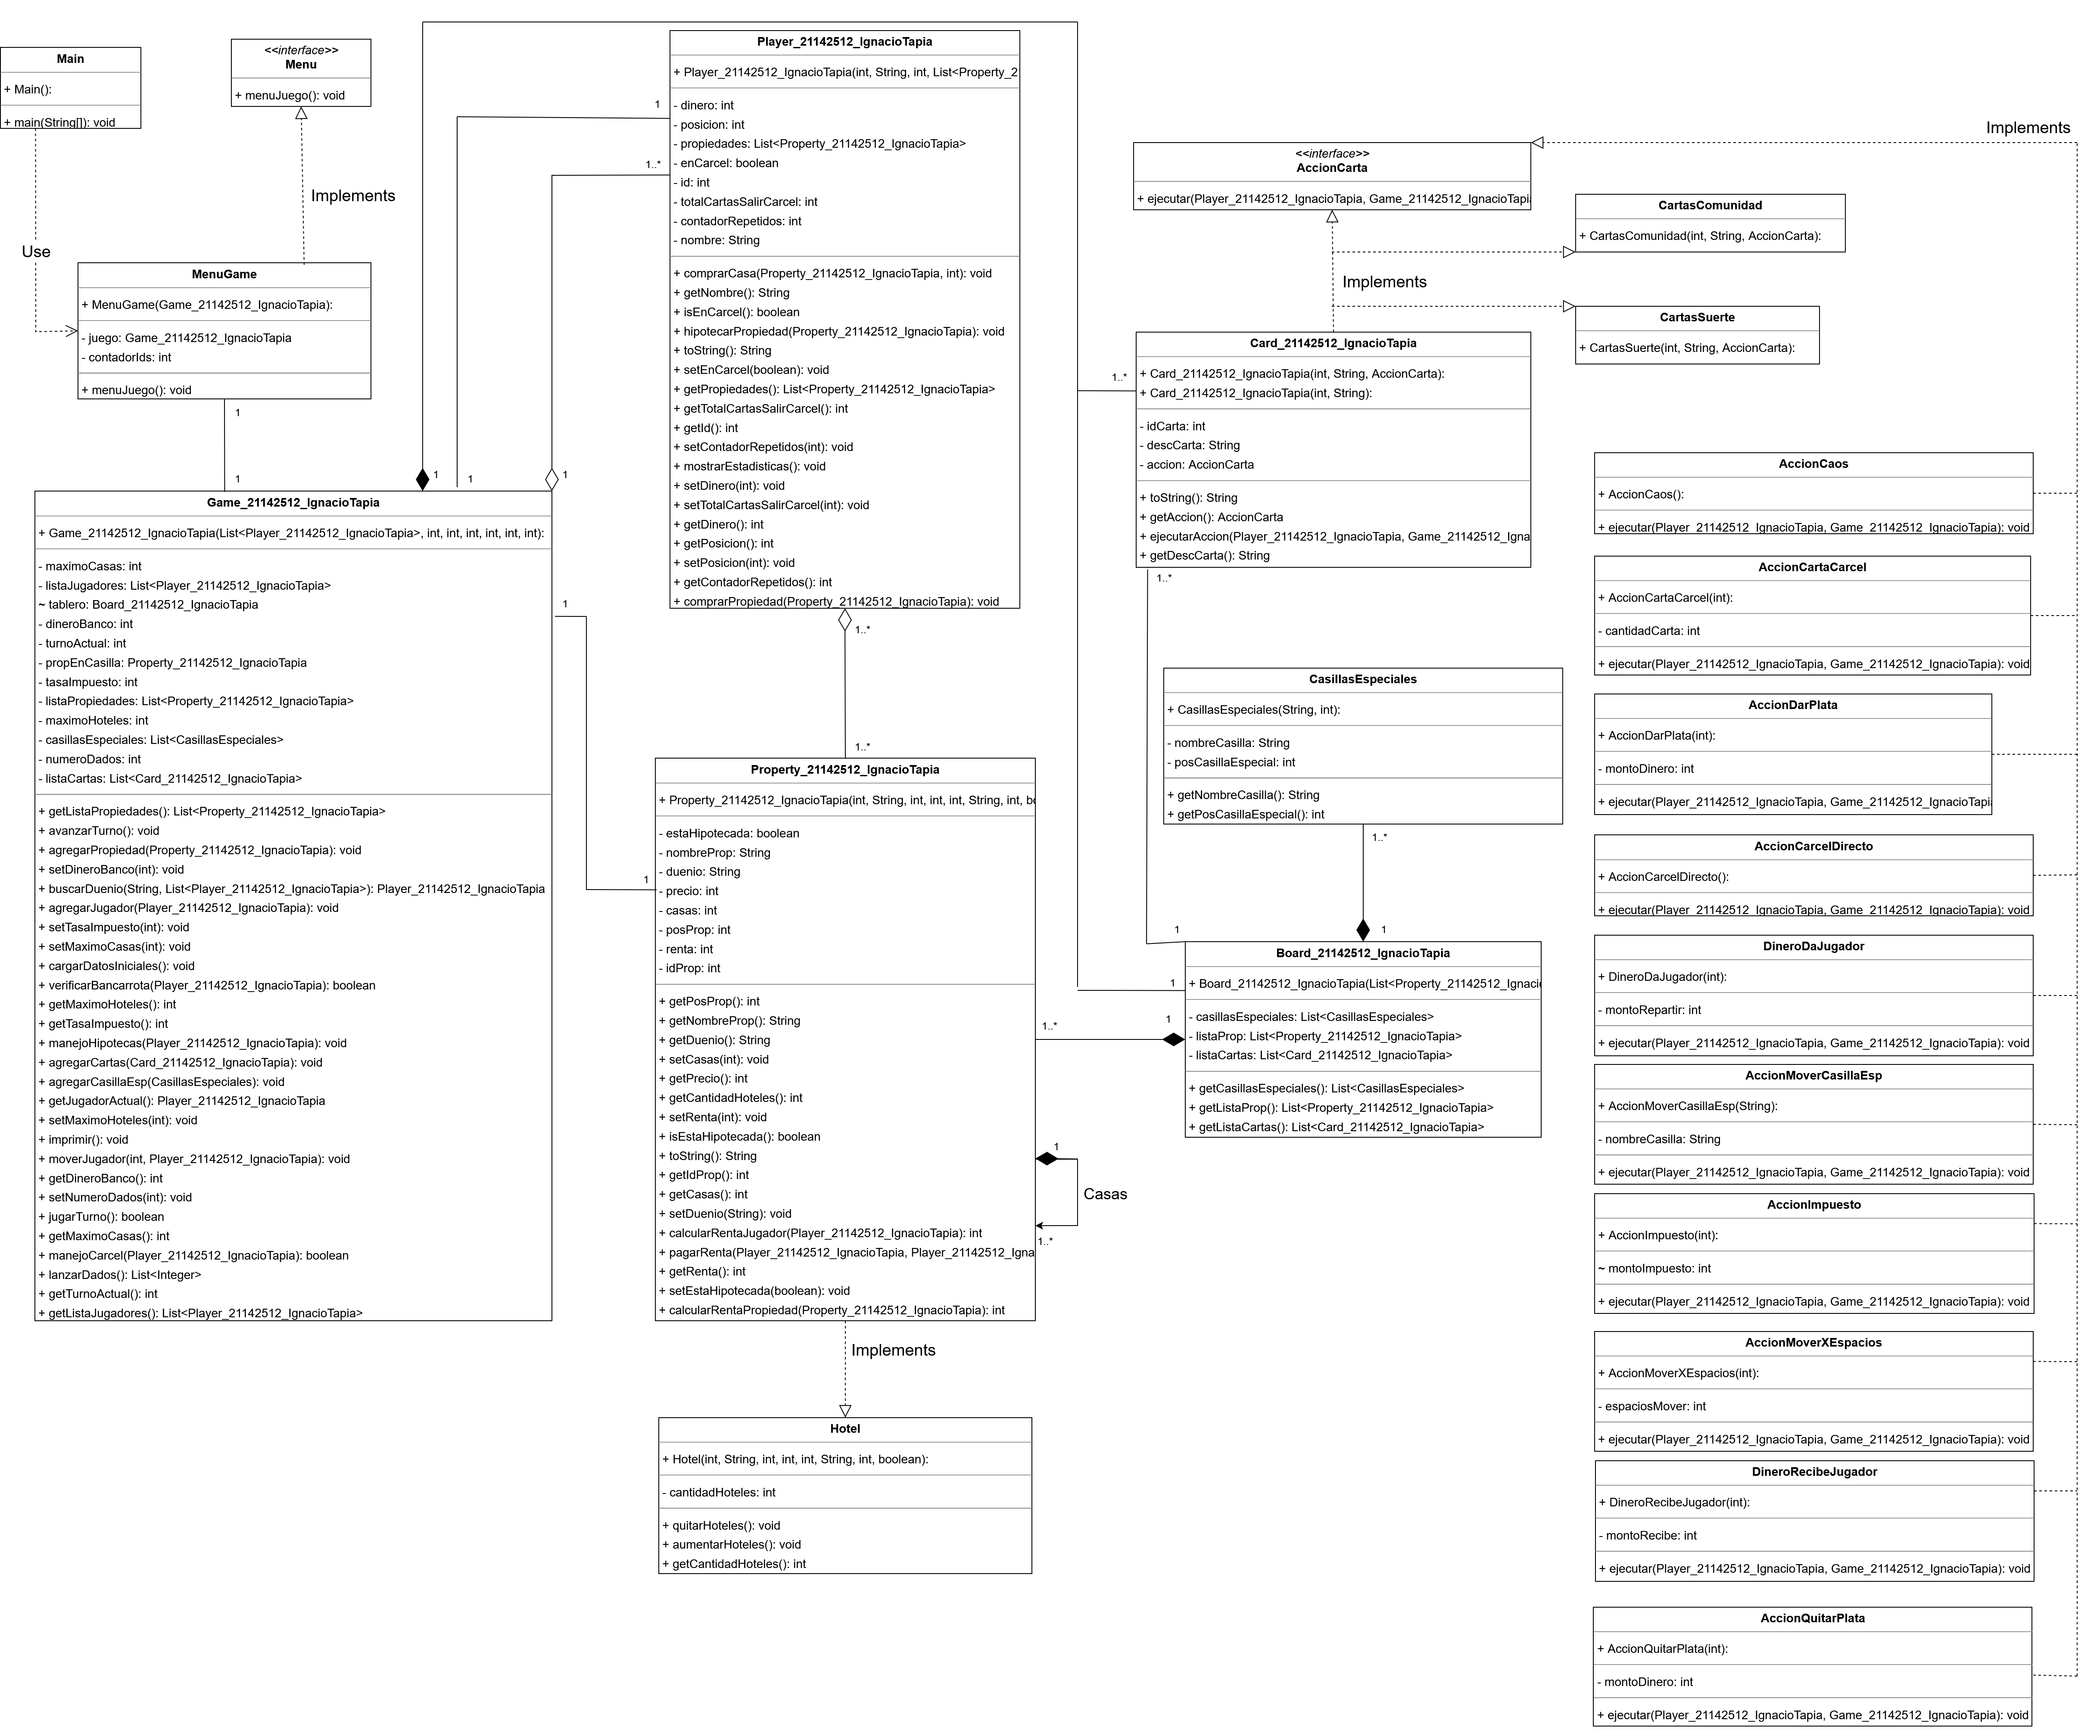 Main
+ Main():
+ main(String[]): void
<<interface>>
Menu
+ menuJuego(): void
Implements
Use
MenuGame
+ MenuGame(Game_21142512_IgnacioTapia):
- juego: Game_21142512_IgnacioTapia
- contadorIds: int
+ menuJuego(): void
1
1
1
1
1
Game_21142512_IgnacioTapia
+ Game_21142512_IgnacioTapia(List<Player_21142512_IgnacioTapia>, int, int, int, int, int, int):
- maximoCasas: int
- listaJugadores: List<Player_21142512_IgnacioTapia>
~ tablero: Board_21142512_IgnacioTapia
- dineroBanco: int
- turnoActual: int
- propEnCasilla: Property_21142512_IgnacioTapia
- tasaImpuesto: int
- listaPropiedades: List<Property_21142512_IgnacioTapia>
- maximoHoteles: int
- casillasEspeciales: List<CasillasEspeciales>
- numeroDados: int
- listaCartas: List<Card_21142512_IgnacioTapia>
+ getListaPropiedades(): List<Property_21142512_IgnacioTapia>
+ avanzarTurno(): void
+ agregarPropiedad(Property_21142512_IgnacioTapia): void
+ setDineroBanco(int): void
+ buscarDuenio(String, List<Player_21142512_IgnacioTapia>): Player_21142512_IgnacioTapia
+ agregarJugador(Player_21142512_IgnacioTapia): void
+ setTasaImpuesto(int): void
+ setMaximoCasas(int): void
+ cargarDatosIniciales(): void
+ verificarBancarrota(Player_21142512_IgnacioTapia): boolean
+ getMaximoHoteles(): int
+ getTasaImpuesto(): int
+ manejoHipotecas(Player_21142512_IgnacioTapia): void
+ agregarCartas(Card_21142512_IgnacioTapia): void
+ agregarCasillaEsp(CasillasEspeciales): void
+ getJugadorActual(): Player_21142512_IgnacioTapia
+ setMaximoHoteles(int): void
+ imprimir(): void
+ moverJugador(int, Player_21142512_IgnacioTapia): void
+ getDineroBanco(): int
+ setNumeroDados(int): void
+ jugarTurno(): boolean
+ getMaximoCasas(): int
+ manejoCarcel(Player_21142512_IgnacioTapia): boolean
+ lanzarDados(): List<Integer>
+ getTurnoActual(): int
+ getListaJugadores(): List<Player_21142512_IgnacioTapia>
1
1
1..*
Player_21142512_IgnacioTapia
+ Player_21142512_IgnacioTapia(int, String, int, List<Property_2
- dinero: int
- posicion: int
- propiedades: List<Property_21142512_IgnacioTapia>
- enCarcel: boolean
- id: int
- totalCartasSalirCarcel: int
- contadorRepetidos: int
- nombre: String
+ comprarCasa(Property_21142512_IgnacioTapia, int): void
+ getNombre(): String
+ isEnCarcel(): boolean
+ hipotecarPropiedad(Property_21142512_IgnacioTapia): void
+ toString(): String
+ setEnCarcel(boolean): void
+ getPropiedades(): List<Property_21142512_IgnacioTapia>
+ getTotalCartasSalirCarcel(): int
+ getId(): int
+ setContadorRepetidos(int): void
+ mostrarEstadisticas(): void
+ setDinero(int): void
+ setTotalCartasSalirCarcel(int): void
+ getDinero(): int
+ getPosicion(): int
+ setPosicion(int): void
+ getContadorRepetidos(): int
+ comprarPropiedad(Property_21142512_IgnacioTapia): void
1..*
1..*
1
Property_21142512_IgnacioTapia
+ Property_21142512_IgnacioTapia(int, String, int, int, int, String, int, b
- estaHipotecada: boolean
- nombreProp: String
- duenio: String
- precio: int
- casas: int
- posProp: int
- renta: int
- idProp: int
+ getPosProp(): int
+ getNombreProp(): String
+ getDuenio(): String
+ setCasas(int): void
+ getPrecio(): int
+ getCantidadHoteles(): int
+ setRenta(int): void
+ isEstaHipotecada(): boolean
+ toString(): String
+ getIdProp(): int
+ getCasas(): int
+ setDuenio(String): void
+ calcularRentaJugador(Player_21142512_IgnacioTapia): int
+ pagarRenta(Player_21142512_IgnacioTapia, Player_21142512_Igna
+ getRenta(): int
+ setEstaHipotecada(boolean): void
+ calcularRentaPropiedad(Property_21142512_IgnacioTapia): int
1
Casas
1..*
Implements
Hotel
+ Hotel(int, String, int, int, int, String, int, boolean):
- cantidadHoteles: int
+ quitarHoteles(): void
+ aumentarHoteles(): void
+ getCantidadHoteles(): int
<<interface>>
AccionCarta
+ ejecutar(Player_21142512_IgnacioTapia, Game_21142512_IgnacioTapi
Implements
1..*
Card_21142512_IgnacioTapia
+ Card_21142512_IgnacioTapia(int, String, AccionCarta):
+ Card_21142512_IgnacioTapia(int, String):
- idCarta: int
- descCarta: String
- accion: AccionCarta
+ toString(): String
+ getAccion(): AccionCarta
+ ejecutarAccion(Player_21142512_IgnacioTapia, Game_21142512_Igna
+ getDescCarta(): String
1..*
CasillasEspeciales
+ CasillasEspeciales(String, int):
- nombreCasilla: String
- posCasillaEspecial: int
+ getNombreCasilla(): String
+ getPosCasillaEspecial(): int
1..*
1
1
1
1
1..*
Board_21142512_IgnacioTapia
+ Board_21142512_IgnacioTapia(List<Property_21142512_Ignaci
- casillasEspeciales: List<CasillasEspeciales>
- listaProp: List<Property_21142512_IgnacioTapia>
- listaCartas: List<Card_21142512_IgnacioTapia>
+ getCasillasEspeciales(): List<CasillasEspeciales>
+ getListaProp(): List<Property_21142512_IgnacioTapia>
+ getListaCartas(): List<Card_21142512_IgnacioTapia>
Implements
CartasComunidad
+ CartasComunidad(int, String, AccionCarta):
CartasSuerte
+ CartasSuerte(int, String, AccionCarta):
AccionCaos
+ AccionCaos():
+ ejecutar(Player_21142512_IgnacioTapia, Game_21142512_IgnacioTapia): void
AccionCartaCarcel
+ AccionCartaCarcel(int):
- cantidadCarta: int
+ ejecutar(Player_21142512_IgnacioTapia, Game_21142512_IgnacioTapia): void
AccionDarPlata
+ AccionDarPlata(int):
- montoDinero: int
+ ejecutar(Player_21142512_IgnacioTapia, Game_21142512_IgnacioTapi
AccionCarcelDirecto
+ AccionCarcelDirecto():
+ ejecutar(Player_21142512_IgnacioTapia, Game_21142512_IgnacioTapia): void
DineroDaJugador
+ DineroDaJugador(int):
- montoRepartir: int
+ ejecutar(Player_21142512_IgnacioTapia, Game_21142512_IgnacioTapia): void
AccionMoverCasillaEsp
+ AccionMoverCasillaEsp(String):
- nombreCasilla: String
+ ejecutar(Player_21142512_IgnacioTapia, Game_21142512_IgnacioTapia): void
AccionImpuesto
+ AccionImpuesto(int):
~ montoImpuesto: int
+ ejecutar(Player_21142512_IgnacioTapia, Game_21142512_IgnacioTapia): void
AccionMoverXEspacios
+ AccionMoverXEspacios(int):
- espaciosMover: int
+ ejecutar(Player_21142512_IgnacioTapia, Game_21142512_IgnacioTapia): void
DineroRecibeJugador
+ DineroRecibeJugador(int):
- montoRecibe: int
+ ejecutar(Player_21142512_IgnacioTapia, Game_21142512_IgnacioTapia): void
AccionQuitarPlata
+ AccionQuitarPlata(int):
- montoDinero: int
+ ejecutar(Player_21142512_IgnacioTapia, Game_21142512_IgnacioTapia): void